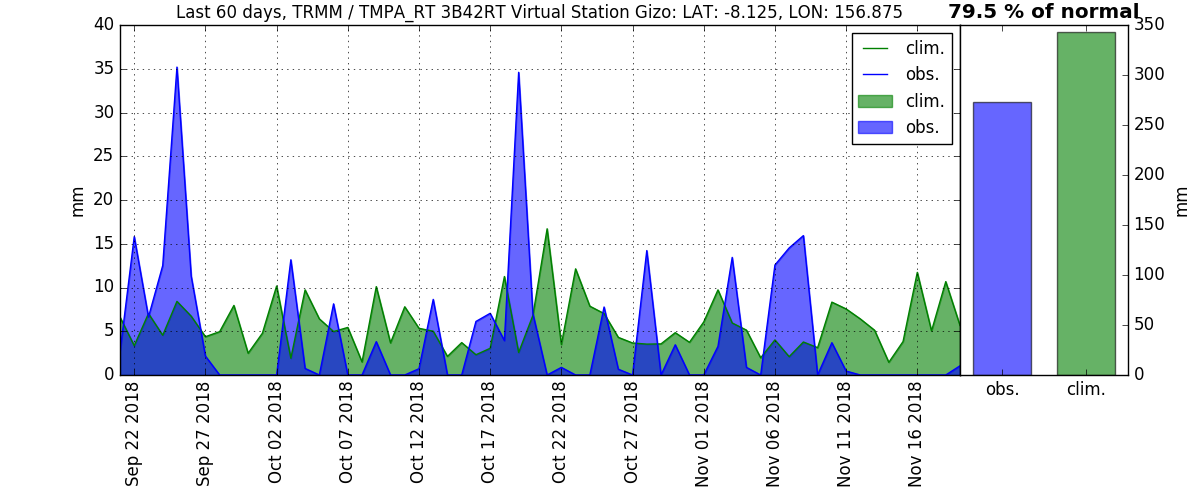 Last 60 days, TRMM / TMPA_RT 3B42RT Virtual Station Gizo: LAT: -8.125, LON: 156.875
79.5 % of normal
40
35
30
25
20
15
10
5
0
mm
clim.
obs.
clim.
obs.
350
300
250
200
150
100
50
0
mm
obs.
clim.
Sep 22 2018
Sep 27 2018
Oct 02 2018
Oct 07 2018
Oct 12 2018
Oct 17 2018
Oct 22 2018
Oct 27 2018
Nov 01 2018
Nov 06 2018
Nov 11 2018
Nov 16 2018